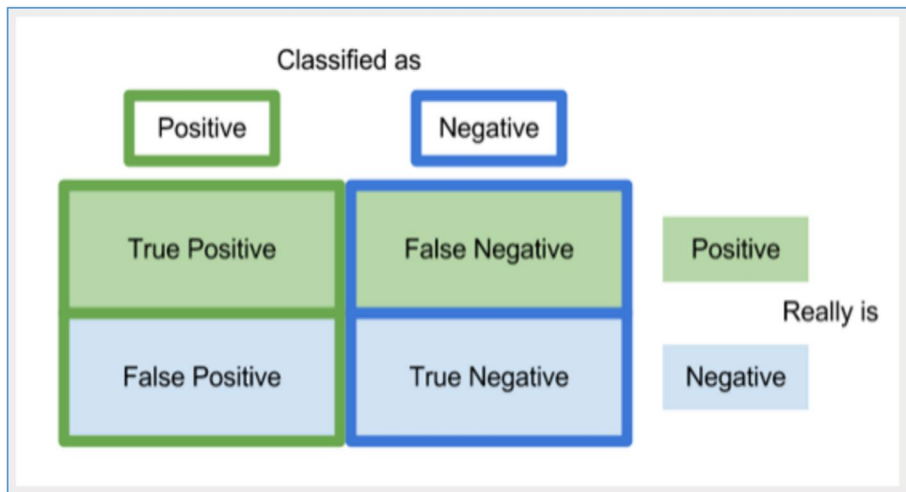 Classified as
Positive
Negative
True Positive
False Negative
Positive
Really is
False Positive
True Negative
Negative